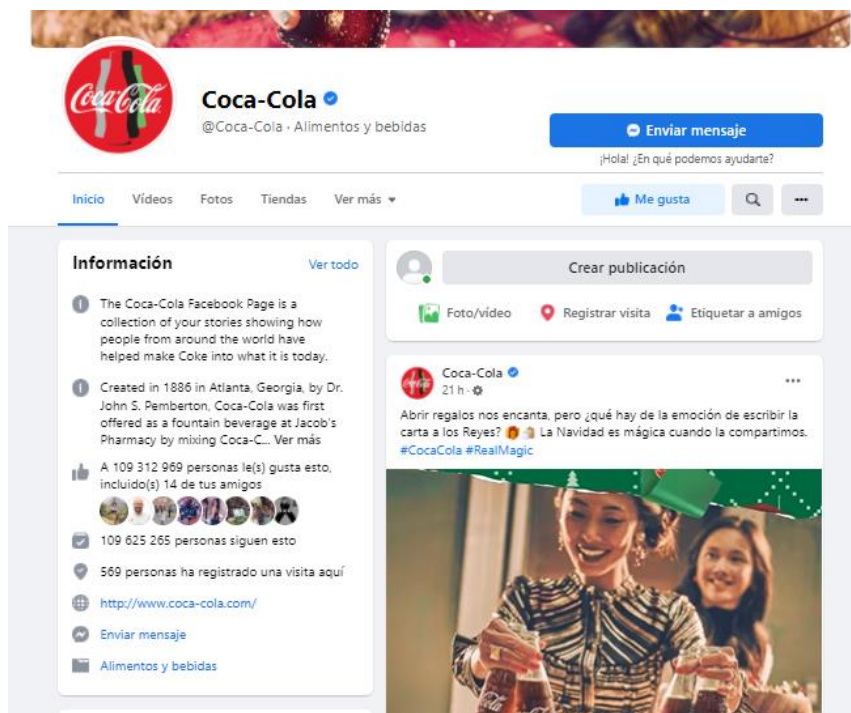 Coca-Cola
Coca-Cola
@Coca-Cola · Alimentos y bebidas
Enviar mensaje
¡Hola! ¿En qué podemos ayudarte?
Inicio Vídeos Fotos Tiendas Ver más
Me gusta
Información Ver todo
The Coca-Cola Facebook Page is a
collection of your stories showing how
people from around the world have
helped make Coke into what it is today.
Created in 1886 in Atlanta, Georgia, by Dr.
John S. Pemberton, Coca-Cola was first
offered as a fountain beverage at Jacob's
Pharmacy by mixing Coca-C... Ver más
A 109 312 969 personas le(s) gusta esto,
incluido(s) 14 de tus amigos
109 625 265 personas siguen esto
569 personas ha registrado una visita aquí
http://www.coca-cola.com/
Enviar mensaje
Alimentos y bebidas
Crear publicación
Foto/vídeo Registrar visita Etiquetar a amigos
Coca-Cola
Coca-Cola
21 h ·
Abrir regalos nos encanta, pero ¿qué hay de la emoción de escribir la
carta a los Reyes? La Navidad es mágica cuando la compartimos.
#CocaCola #RealMagic
Coca-Cola